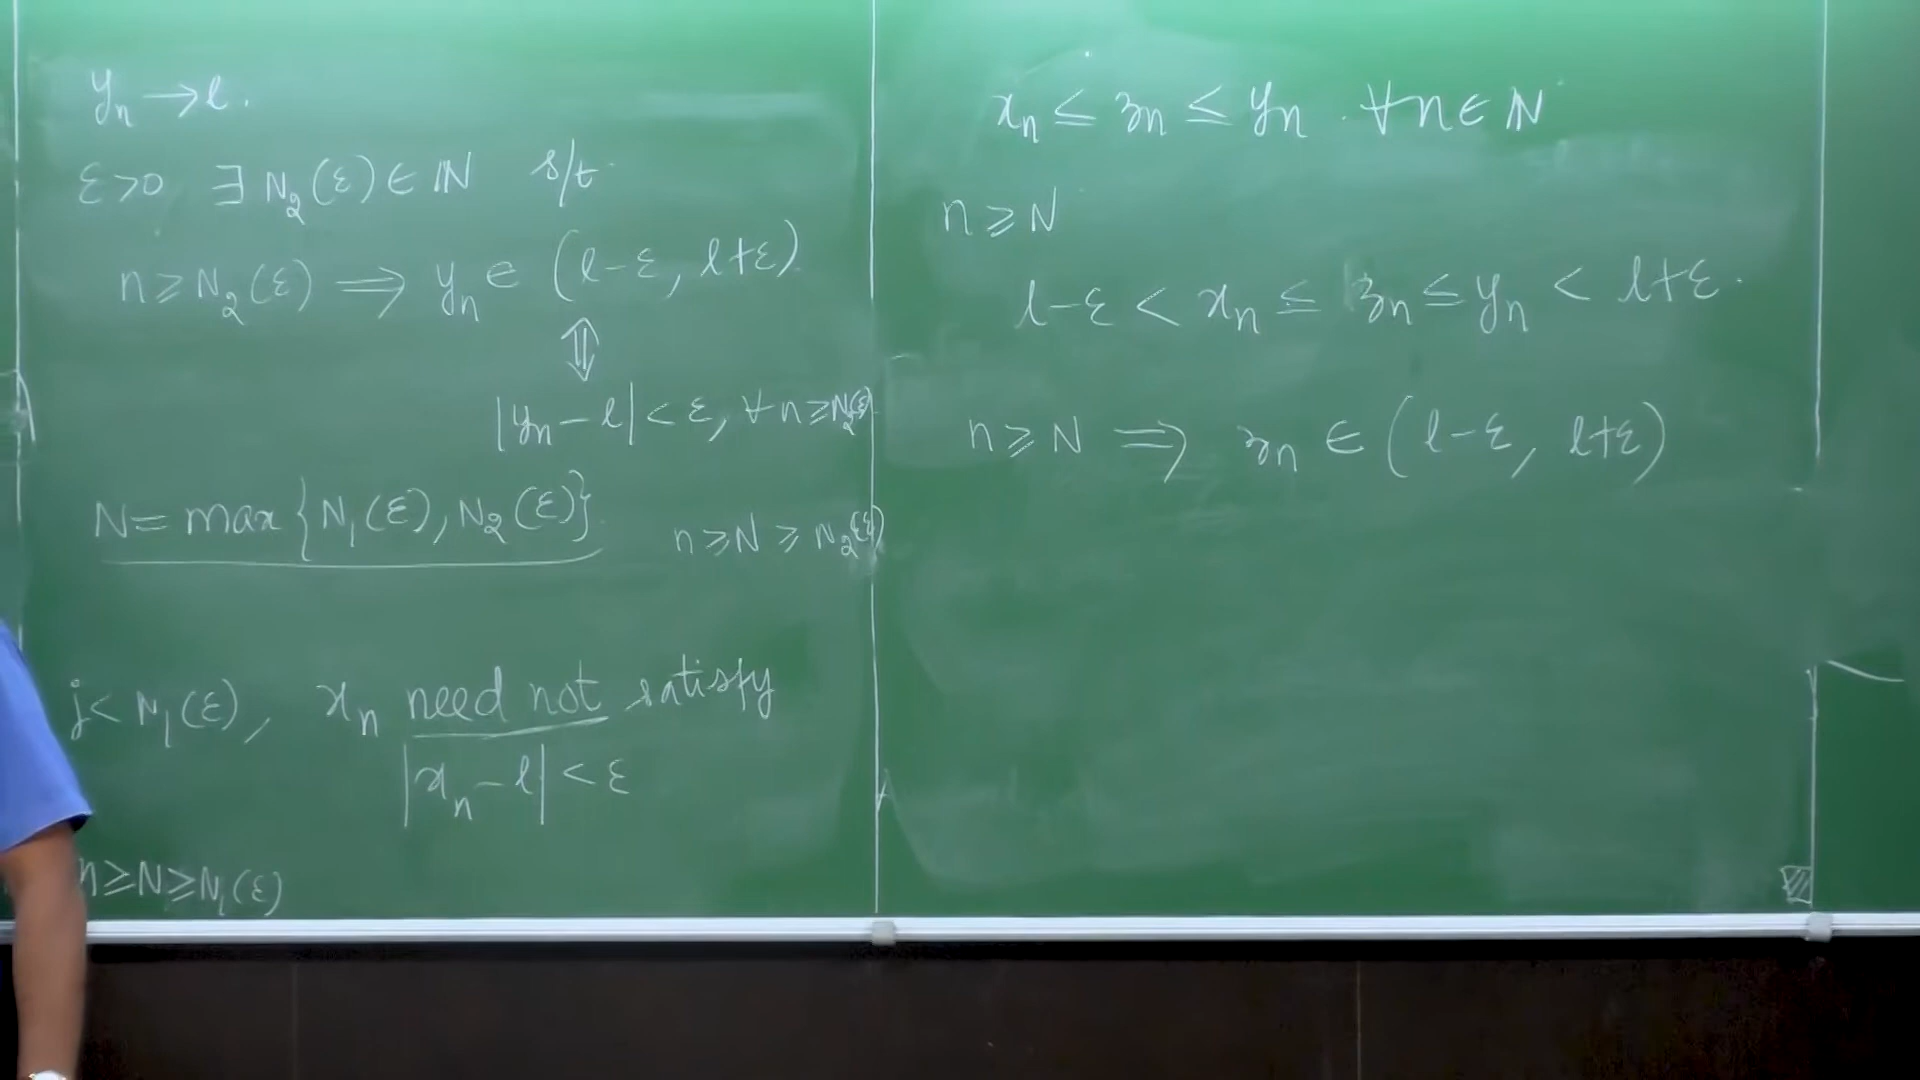 yₙ → l.
ε>0 ∃ N₂(ε) ∈ ℕ s/t.
n ⩾ N₂(ε) ⟹ yₙ ∈ (l-ε, l+ε).
⇕
|yₙ - l| < ε, ∀ n ⩾ N₂(ε)
N = max {N₁(ε), N₂(ε)}.
n ⩾ N ⩾ N₂(ε)
j < N₁(ε), xₙ need not satisfy
|xₙ - l| < ε
n ⩾ N ⩾ N₁(ε)
xₙ ≤ zₙ ≤ yₙ . ∀ n ∈ ℕ
n ⩾ N
l-ε < xₙ ≤ zₙ ≤ yₙ < l+ε.
n ⩾ N ⟹ zₙ ∈ (l-ε, l+ε)